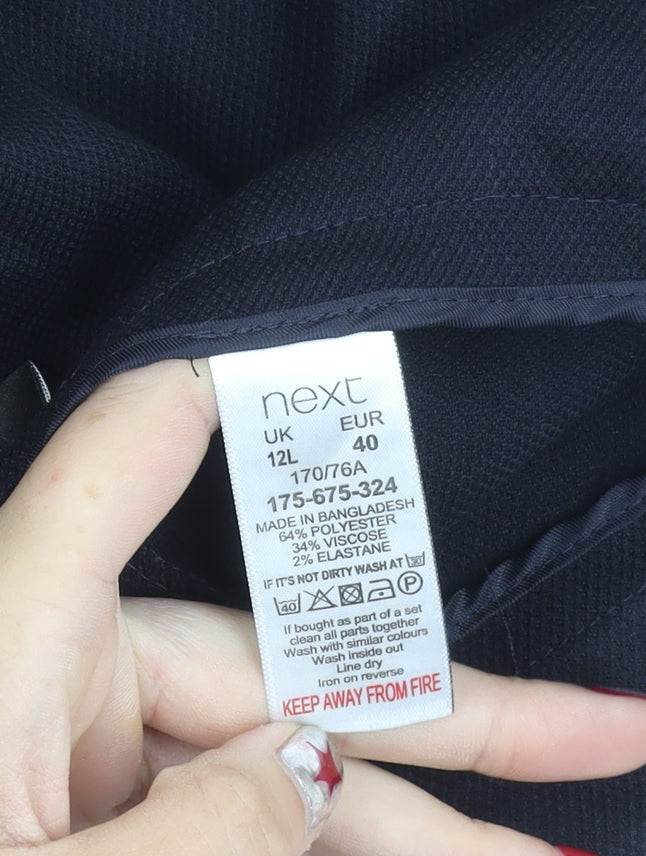 next
UK EUR
12L 40
170/76A
175-675-324
MADE IN BANGLADESH
64% POLYESTER
34% VISCOSE
2% ELASTANE
IF IT'S NOT DIRTY WASH AT 30
40 P
If bought as part of a set
clean all parts together
Wash with similar colours
Wash inside out
Line dry
Iron on reverse
KEEP AWAY FROM FIRE